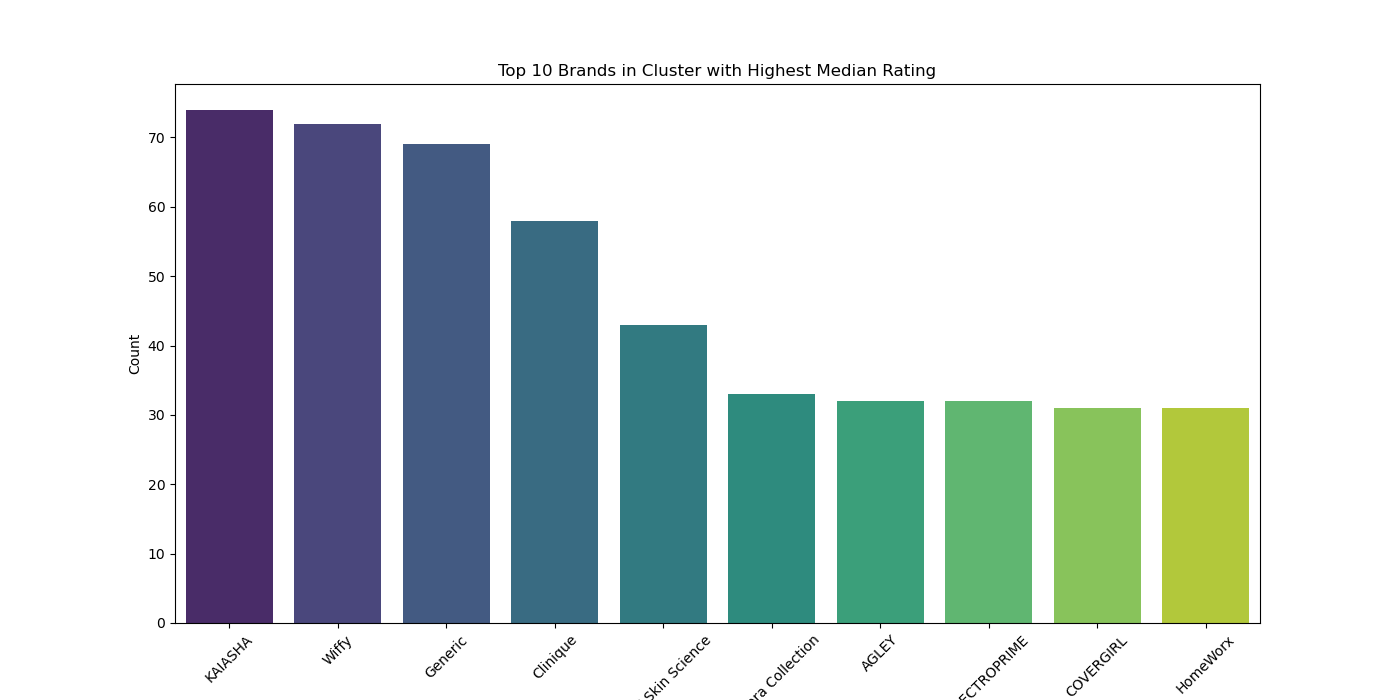 Top 10 Brands in Cluster with Highest Median Rating
Count
70
60
50
40
30
20
10
0
KAIASHA
Wiffy
Generic
Clinique
Skin Science
Collection
AGLEY
COVERGIRL
HomeWorx